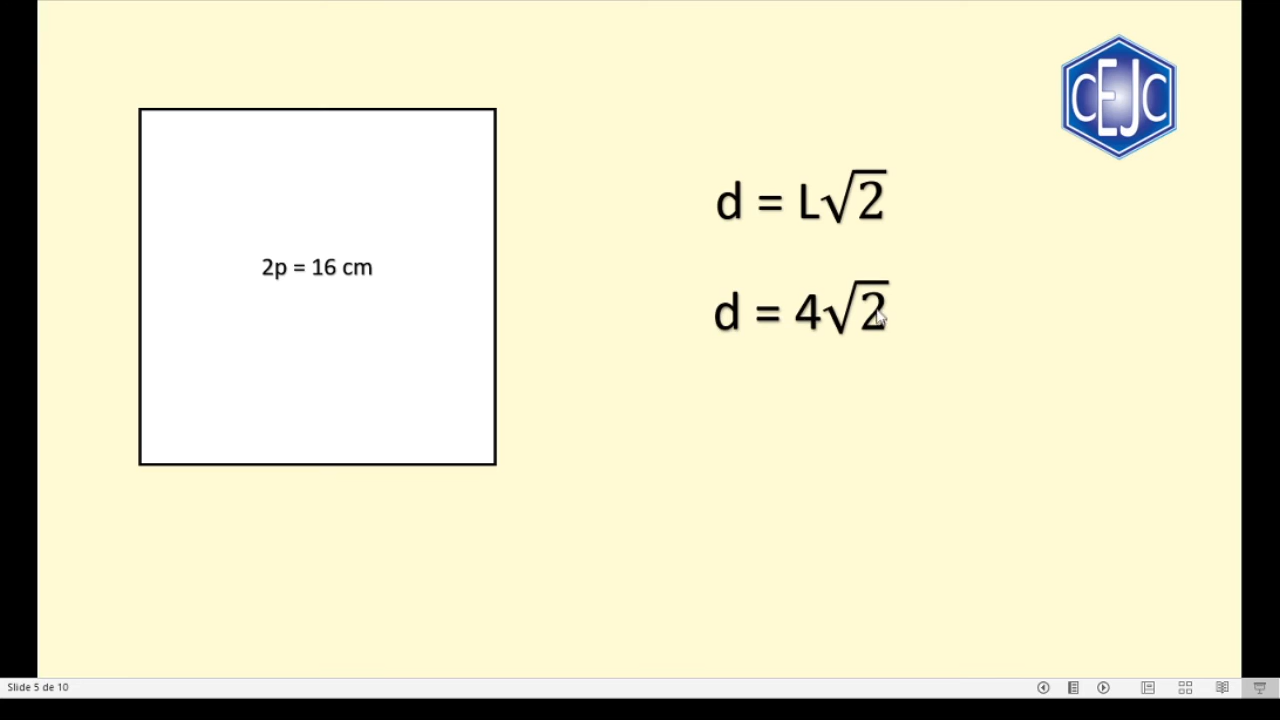 CEJC
d = L√2
2p = 16 cm
d = 4√2
Slide 5 de 10